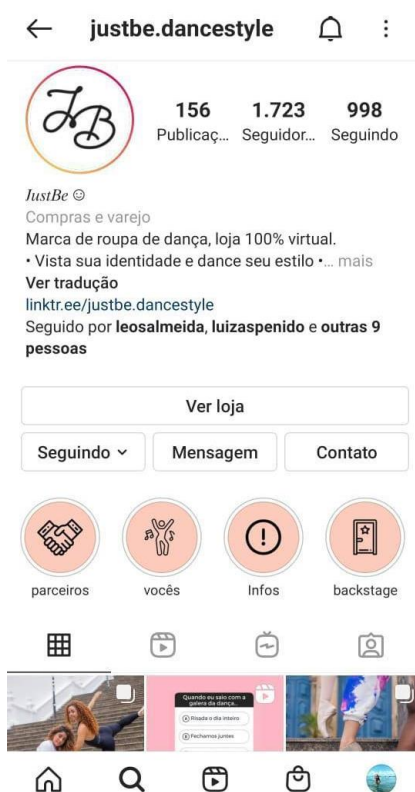 justbe.dancestyle
JB
156 1.723 998
Publicaç... Seguidor... Seguindo
JustBe ☺
Compras e varejo
Marca de roupa de dança, loja 100% virtual.
• Vista sua identidade e dance seu estilo •... mais
Ver tradução
linktr.ee/justbe.dancestyle
Seguido por leosalmeida, luizaspenido e outras 9
pessoas
Ver loja
Seguindo Mensagem Contato
parceiros vocês Infos backstage
Quando eu saio com a
galera da dança...
A Risada o dia inteiro
B Fechamos juntes